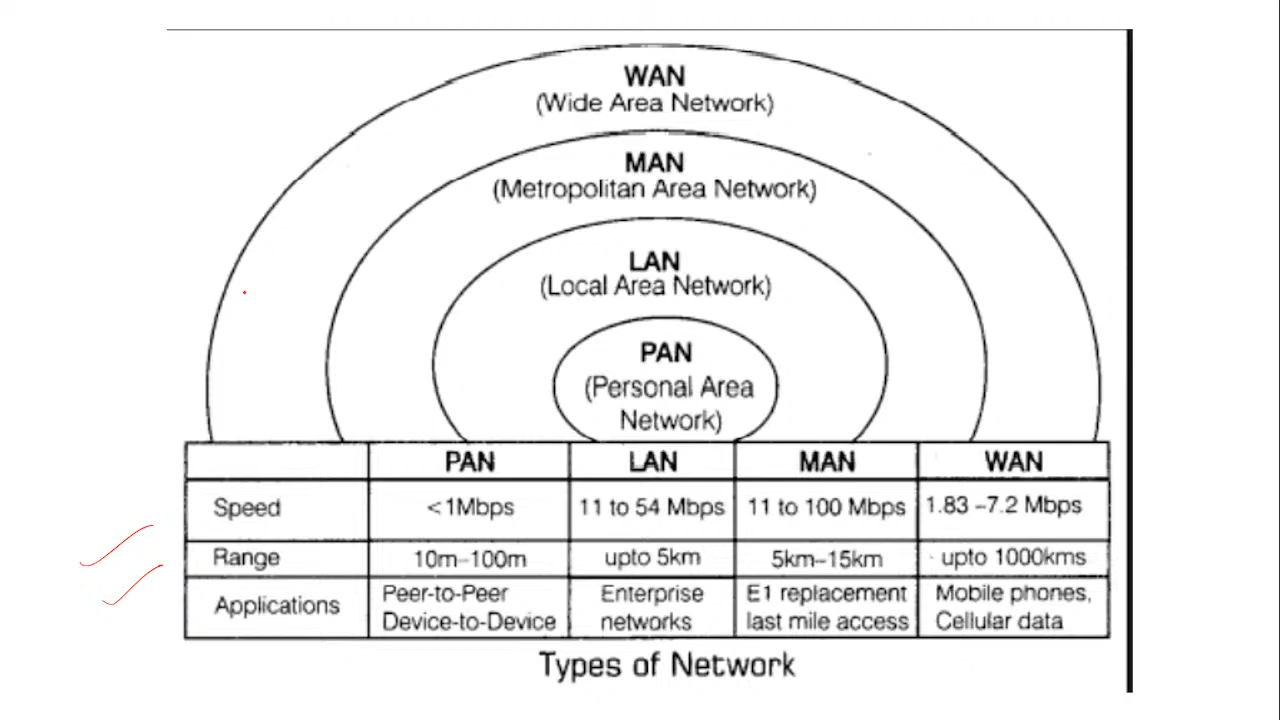 WAN
(Wide Area Network)
MAN
(Metropolitan Area Network)
LAN
(Local Area Network)
PAN
(Personal Area
Network)
PAN LAN MAN WAN
Speed <1Mbps 11 to 54 Mbps 11 to 100 Mbps 1.83 –7.2 Mbps
Range 10m–100m upto 5km 5km–15km upto 1000kms
Applications Peer-to-Peer Device-to-Device Enterprise networks E1 replacement last mile access Mobile phones, Cellular data
Types of Network